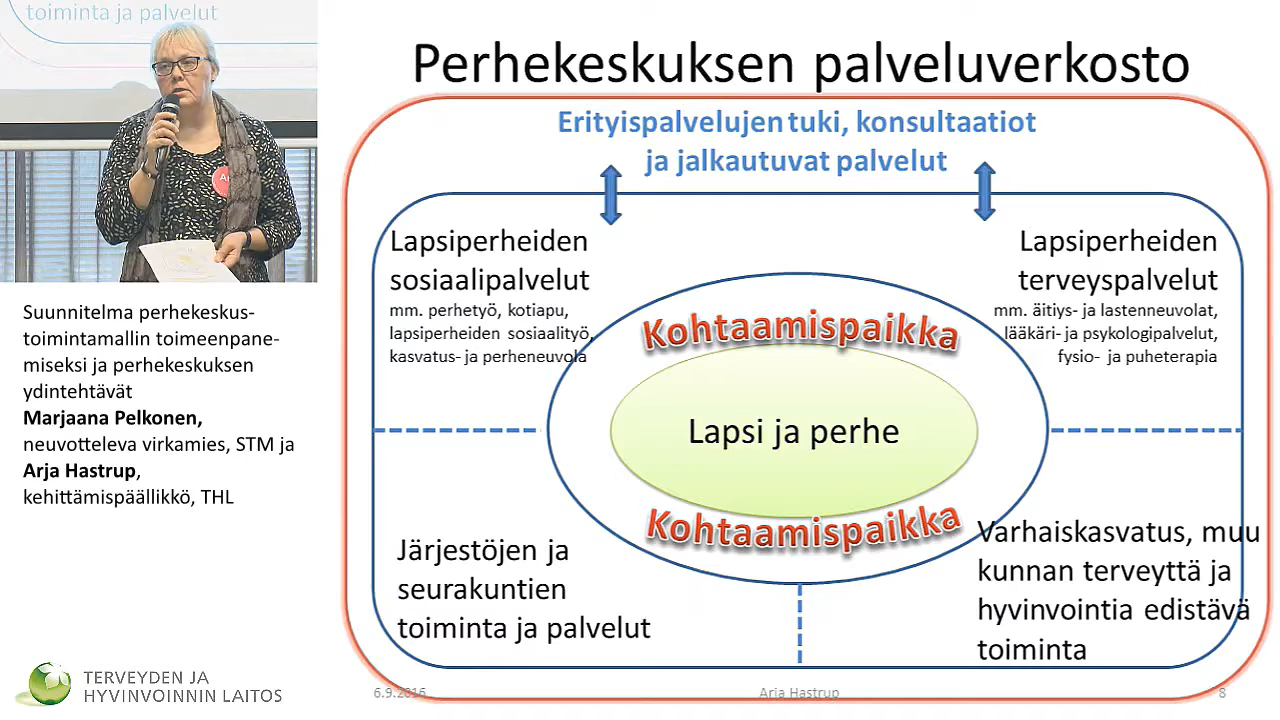 toiminta ja palvelut
Suunnitelma perhekeskus-
toimintamallin toimeenpane-
miseksi ja perhekeskuksen
ydintehtävät
Marjaana Pelkonen,
neuvotteleva virkamies, STM ja
Arja Hastrup,
kehittämispäällikkö, THL
TERVEYDEN JA
HYVINVOINNIN LAITOS
Perhekeskuksen palveluverkosto
Erityispalvelujen tuki, konsultaatiot
ja jalkautuvat palvelut
Lapsiperheiden
sosiaalipalvelut
mm. perhetyö, kotiapu,
lapsiperheiden sosiaalityö,
kasvatus- ja perheneuvola
Lapsiperheiden
terveyspalvelut
mm. äitiys- ja lastenneuvolat,
lääkäri- ja psykologipalvelut,
fysio- ja puheterapia
Kohtaamispaikka
Lapsi ja perhe
Kohtaamispaikka
Järjestöjen ja
seurakuntien
toiminta ja palvelut
Varhaiskasvatus, muu
kunnan terveyttä ja
hyvinvointia edistävä
toiminta
6.9.2016
Arja Hastrup
8